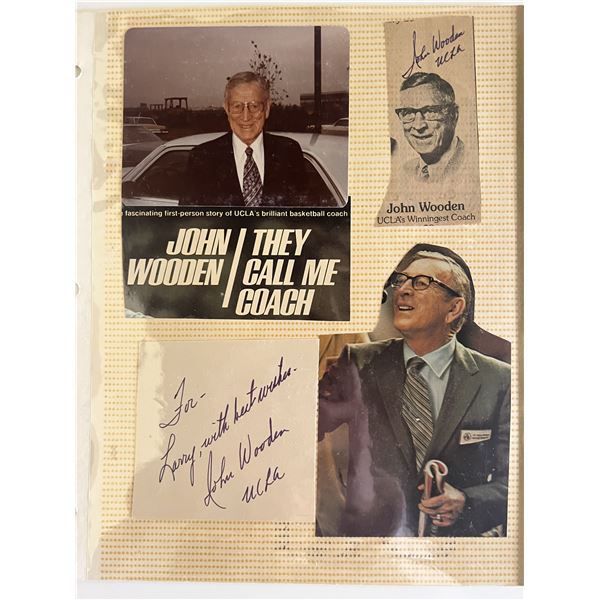 a fascinating first-person story of UCLA's brilliant basketball coach
JOHN WOODEN / THEY CALL ME COACH
John Wooden
UCLA
John Wooden
UCLA's Winningest Coach
For-
Larry, with best wishes-
John Wooden
UCLA